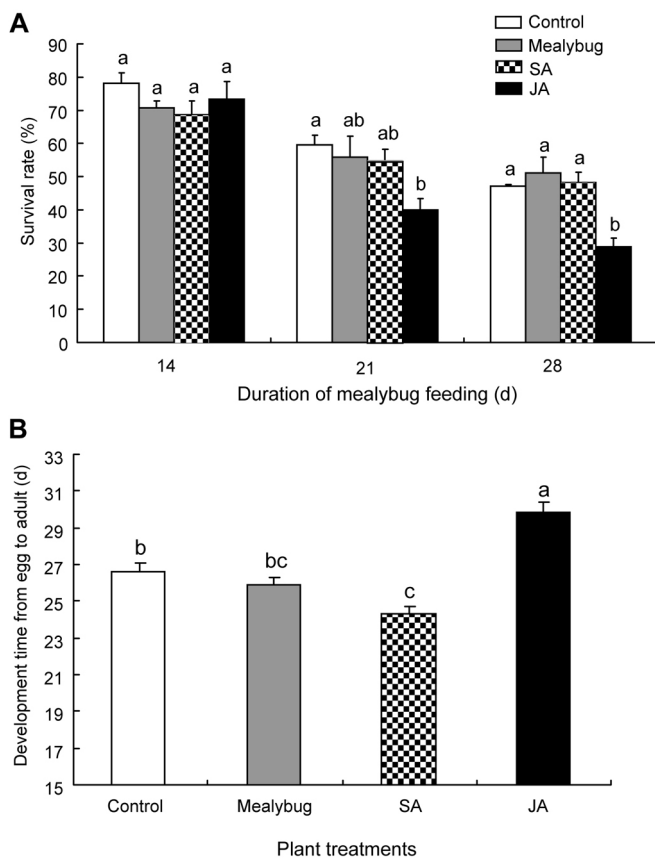 A
Control
Mealybug
SA
JA
Survival rate (%)
90
80
70
60
50
40
30
20
10
0
a
a
a
a
a
ab
ab
b
a
a
a
b
14
21
28
Duration of mealybug feeding (d)
B
Development time from egg to adult (d)
33
31
29
27
25
23
21
19
17
15
b
bc
c
a
Control
Mealybug
SA
JA
Plant treatments